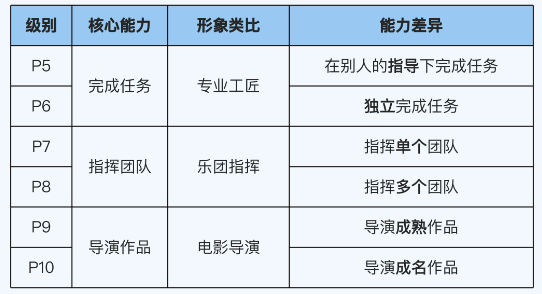 级别 核心能力 形象类比 能力差异
P5 完成任务 专业工匠 在别人的指导下完成任务
P6 独立完成任务
P7 指挥团队 乐团指挥 指挥单个团队
P8 指挥多个团队
P9 导演作品 电影导演 导演成熟作品
P10 导演成名作品